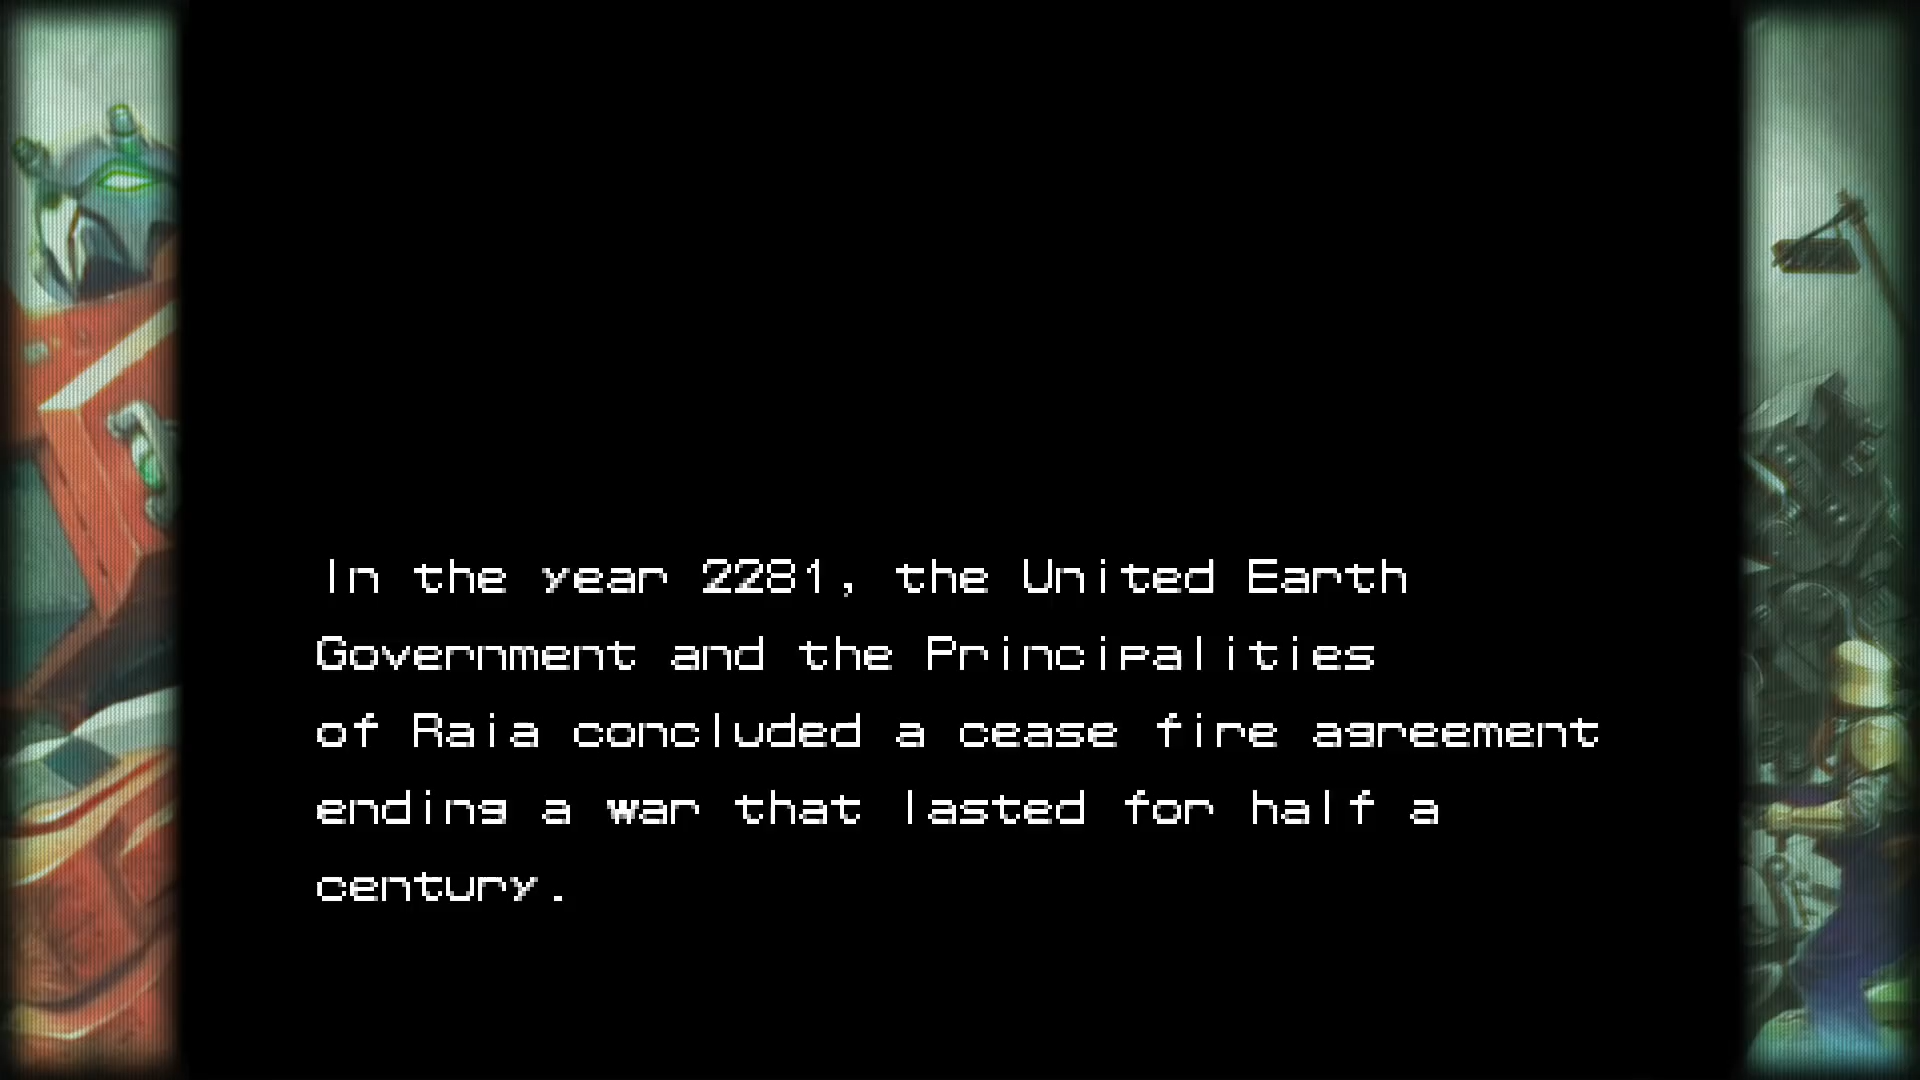 In the year 2281, the United Earth
Government and the Principalities
of Raia concluded a cease fire agreement
ending a war that lasted for half a
century.